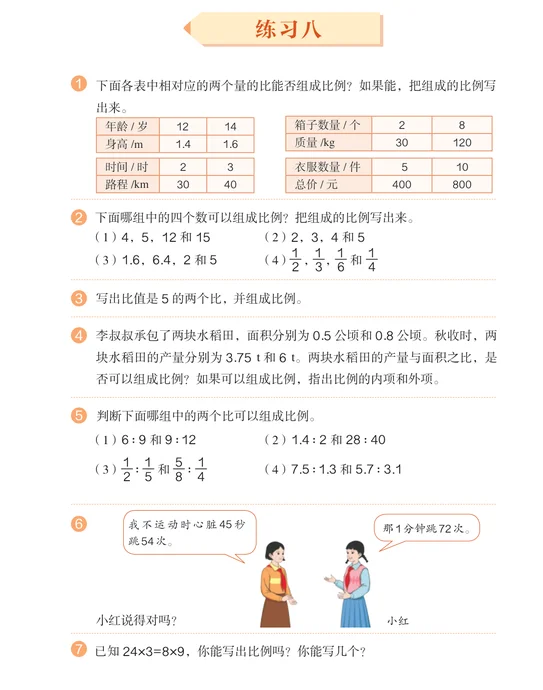 练习八
1 下面各表中相对应的两个量的比能否组成比例？如果能，把组成的比例写
出来。
年龄 / 岁 12 14
身高 /m 1.4 1.6
箱子数量 / 个 2 8
质量 /kg 30 120
时间 / 时 2 3
路程 /km 30 40
衣服数量 / 件 5 10
总价 / 元 400 800
2 下面哪组中的四个数可以组成比例？把组成的比例写出来。
（1）4，5，12 和 15 （2）2，3，4 和 5
（3）1.6，6.4，2 和 5 （4）1/2，1/3，1/6 和 1/4
3 写出比值是 5 的两个比，并组成比例。
4 李叔叔承包了两块水稻田，面积分别为 0.5 公顷和 0.8 公顷。秋收时，两
块水稻田的产量分别为 3.75 t 和 6 t。两块水稻田的产量与面积之比，是
否可以组成比例？如果可以组成比例，指出比例的内项和外项。
5 判断下面哪组中的两个比可以组成比例。
（1）6∶9 和 9∶12 （2）1.4∶2 和 28∶40
（3）1/2∶1/5 和 5/8∶1/4 （4）7.5∶1.3 和 5.7∶3.1
6 我不运动时心脏45秒
跳54次。
那1分钟跳72次。
小红说得对吗？ 小红
7 已知 24×3=8×9，你能写出比例吗？你能写几个？